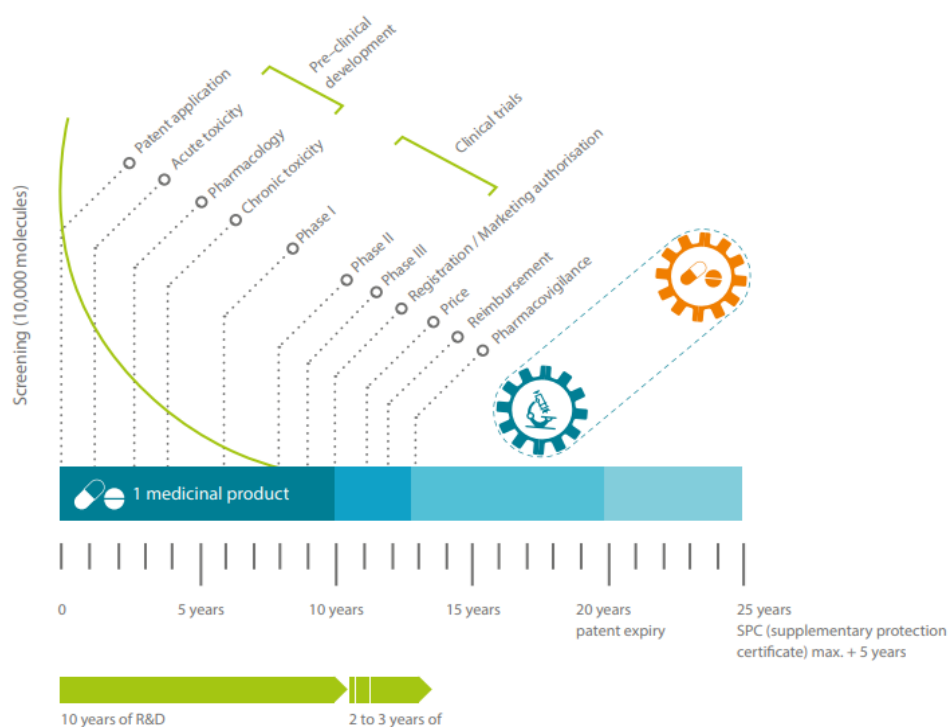 Screening (10,000 molecules)
Patent application
Acute toxicity
Pharmacology
Chronic toxicity
Pre–clinical
development
Phase I
Phase II
Phase III
Clinical trials
Registration / Marketing authorisation
Price
Reimbursement
Pharmacovigilance
1 medicinal product
0
5 years
10 years
15 years
20 years
patent expiry
25 years
SPC (supplementary protection
certificate) max. + 5 years
10 years of R&D
2 to 3 years of